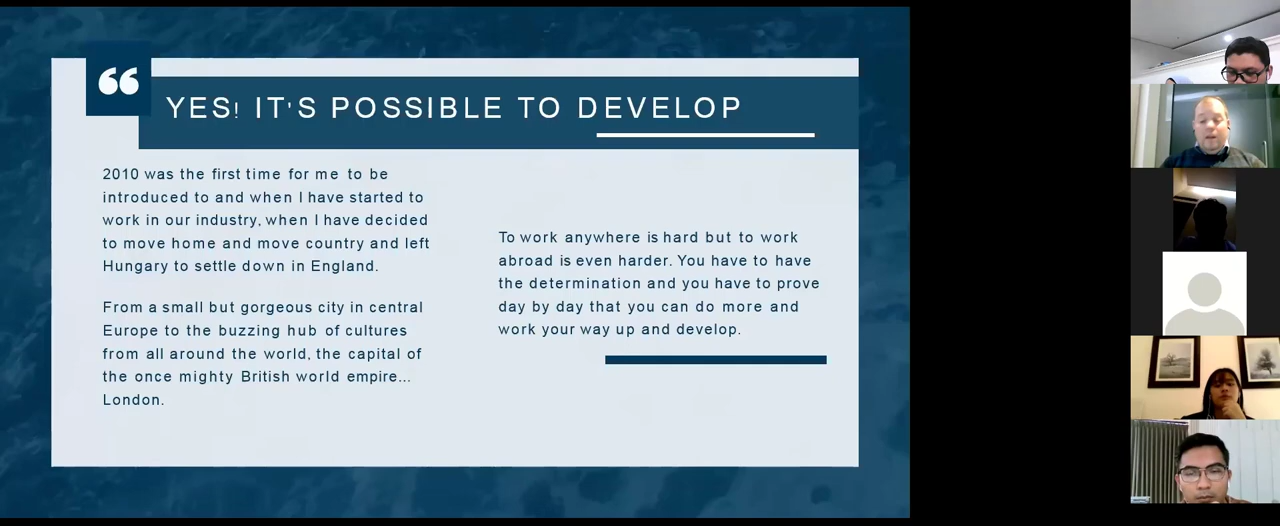 YES! IT'S POSSIBLE TO DEVELOP
2010 was the first time for me to be
introduced to and when I have started to
work in our industry, when I have decided
to move home and move country and left
Hungary to settle down in England.
From a small but gorgeous city in central
Europe to the buzzing hub of cultures
from all around the world, the capital of
the once mighty British world empire...
London.
To work anywhere is hard but to work
abroad is even harder. You have to have
the determination and you have to prove
day by day that you can do more and
work your way up and develop.